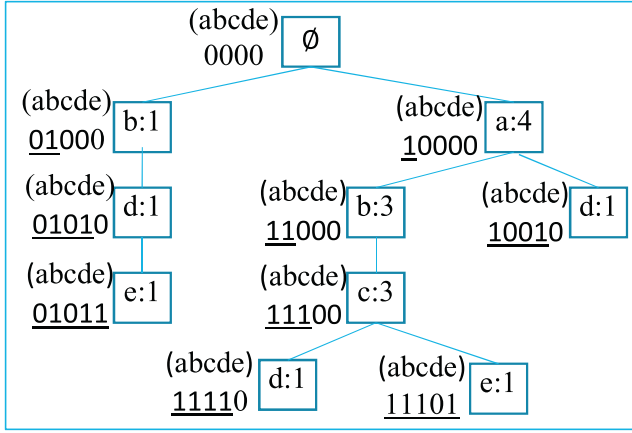 (abcde)
0000
Ø
(abcde)
01000
b:1
(abcde)
10000
a:4
(abcde)
01010
d:1
(abcde)
11000
b:3
(abcde)
10010
d:1
(abcde)
01011
e:1
(abcde)
11100
c:3
(abcde)
11110
d:1
(abcde)
11101
e:1